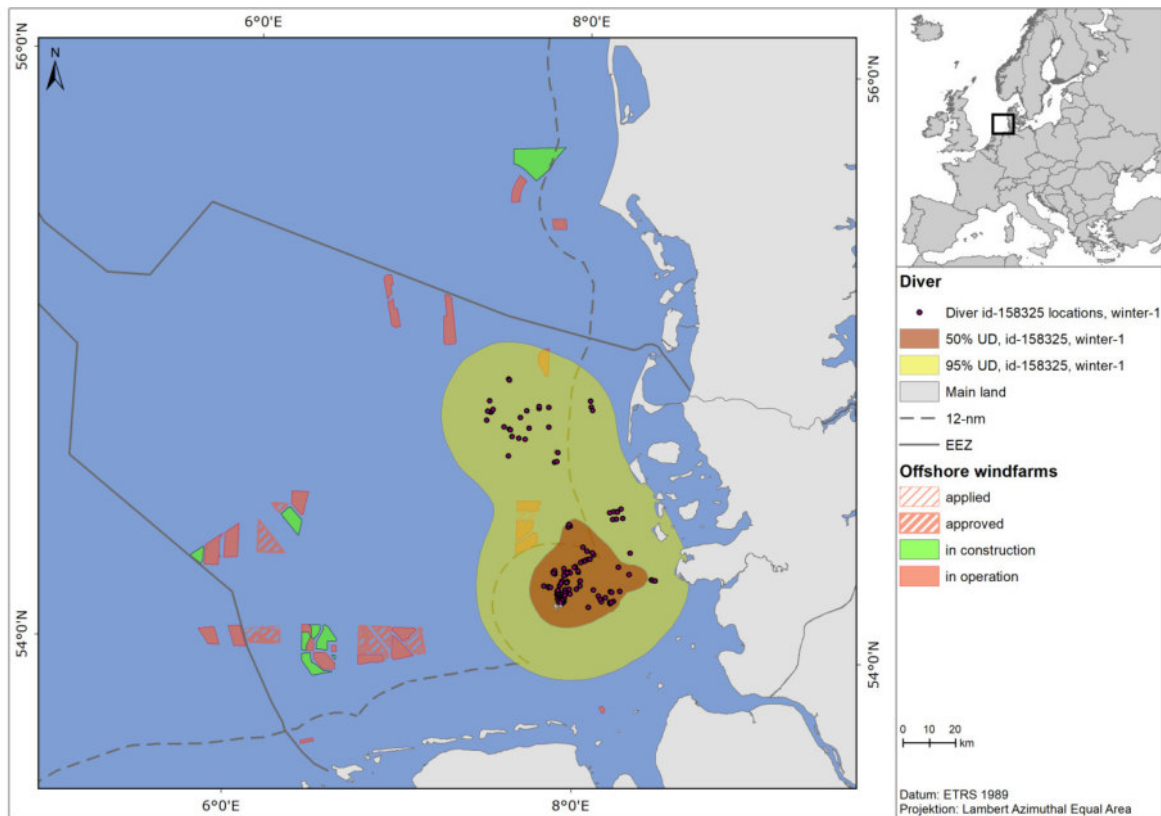 6°0'E
8°0'E
56°0'N
56°0'N
N
54°0'N
54°0'N
6°0'E
8°0'E
Diver
Diver id-158325 locations, winter-1
50% UD, id-158325, winter-1
95% UD, id-158325, winter-1
Main land
12-nm
EEZ
Offshore windfarms
applied
approved
in construction
in operation
0 10 20
km
Datum: ETRS 1989
Projektion: Lambert Azimuthal Equal Area